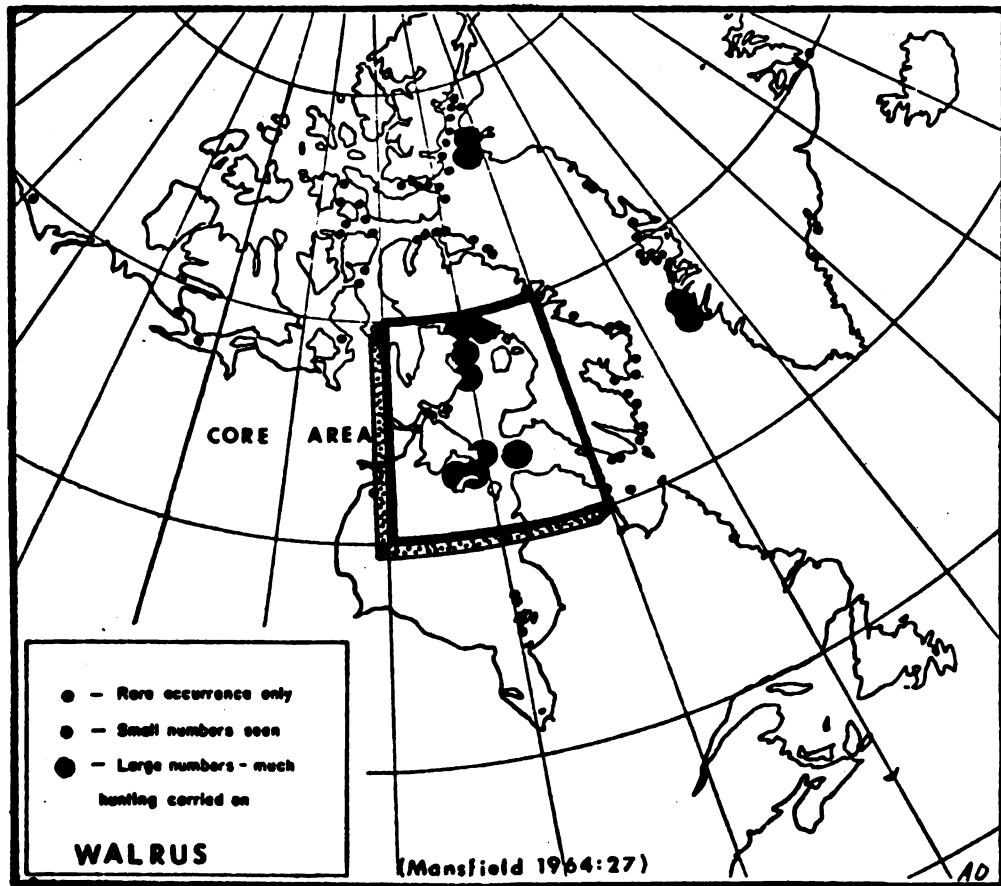 CORE AREA
• — Rare occurrence only
• — Small numbers seen
● — Large numbers - much
hunting carried on
WALRUS
(Mansfield 1964:27)
AD